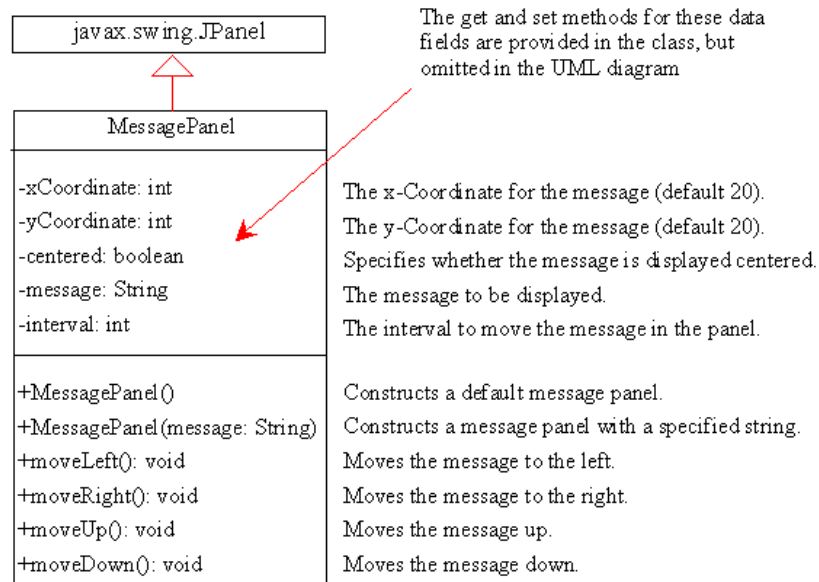 javax.swing.JPanel
The get and set methods for these data
fields are provided in the class, but
omitted in the UML diagram
MessagePanel
-xCoordinate: int
The x-Coordinate for the message (default 20).
-yCoordinate: int
The y-Coordinate for the message (default 20).
-centered: boolean
Specifies whether the message is displayed centered.
-message: String
The message to be displayed.
-interval: int
The interval to move the message in the panel.
+MessagePanel()
Constructs a default message panel.
+MessagePanel(message: String)
Constructs a message panel with a specified string.
+moveLeft(): void
Moves the message to the left.
+moveRight(): void
Moves the message to the right.
+moveUp(): void
Moves the message up.
+moveDown(): void
Moves the message down.